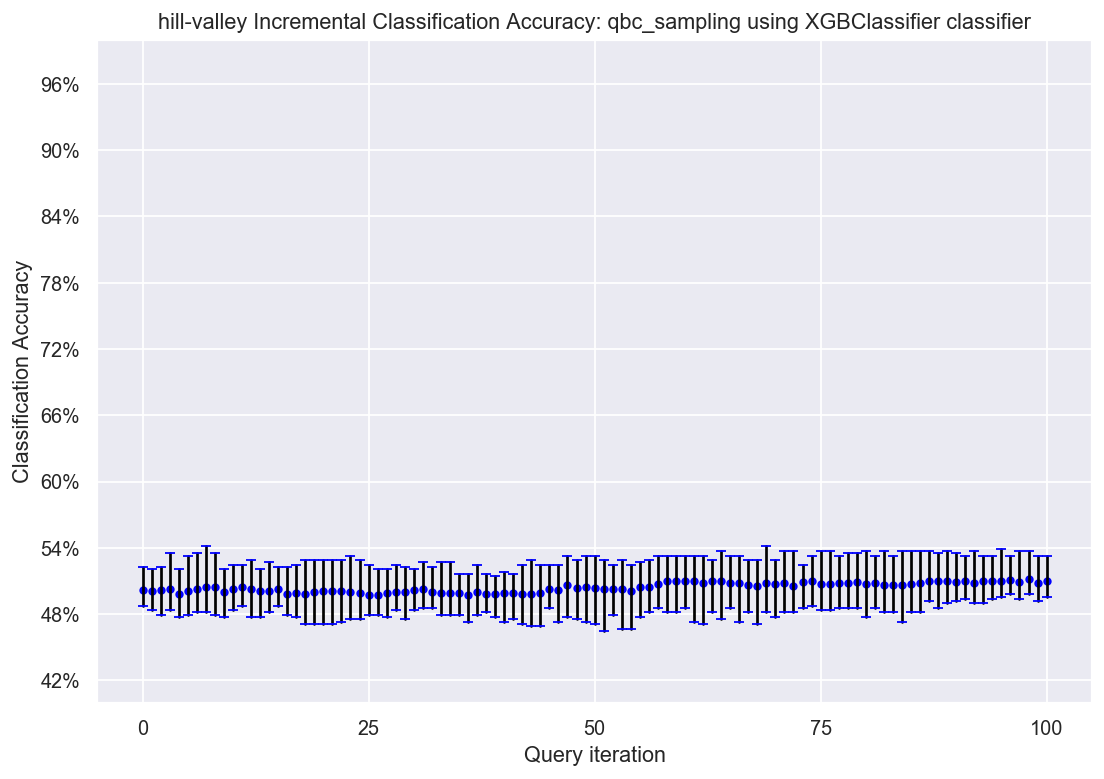 hill-valley Incremental Classification Accuracy: qbc_sampling using XGBClassifier classifier
96%
90%
84%
78%
72%
66%
60%
54%
48%
42%
Classification Accuracy
0 25 50 75 100
Query iteration